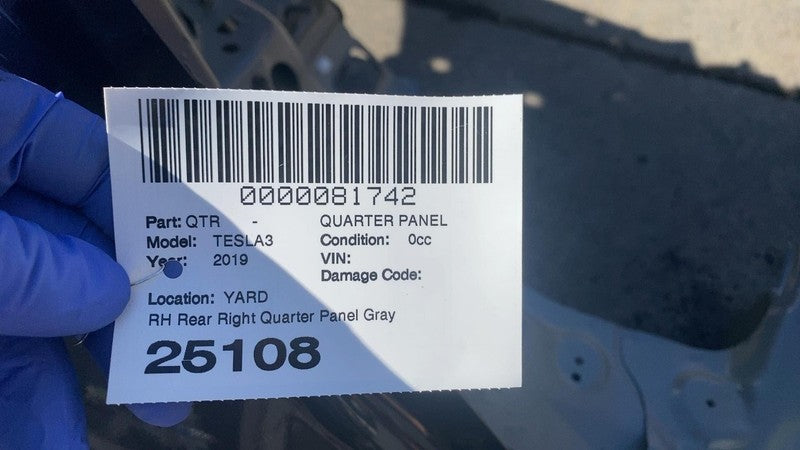 0000081742
Part: QTR - QUARTER PANEL
Model: TESLA3 Condition: 0cc
Year: 2019 VIN:
Damage Code:
Location: YARD
RH Rear Right Quarter Panel Gray
25108